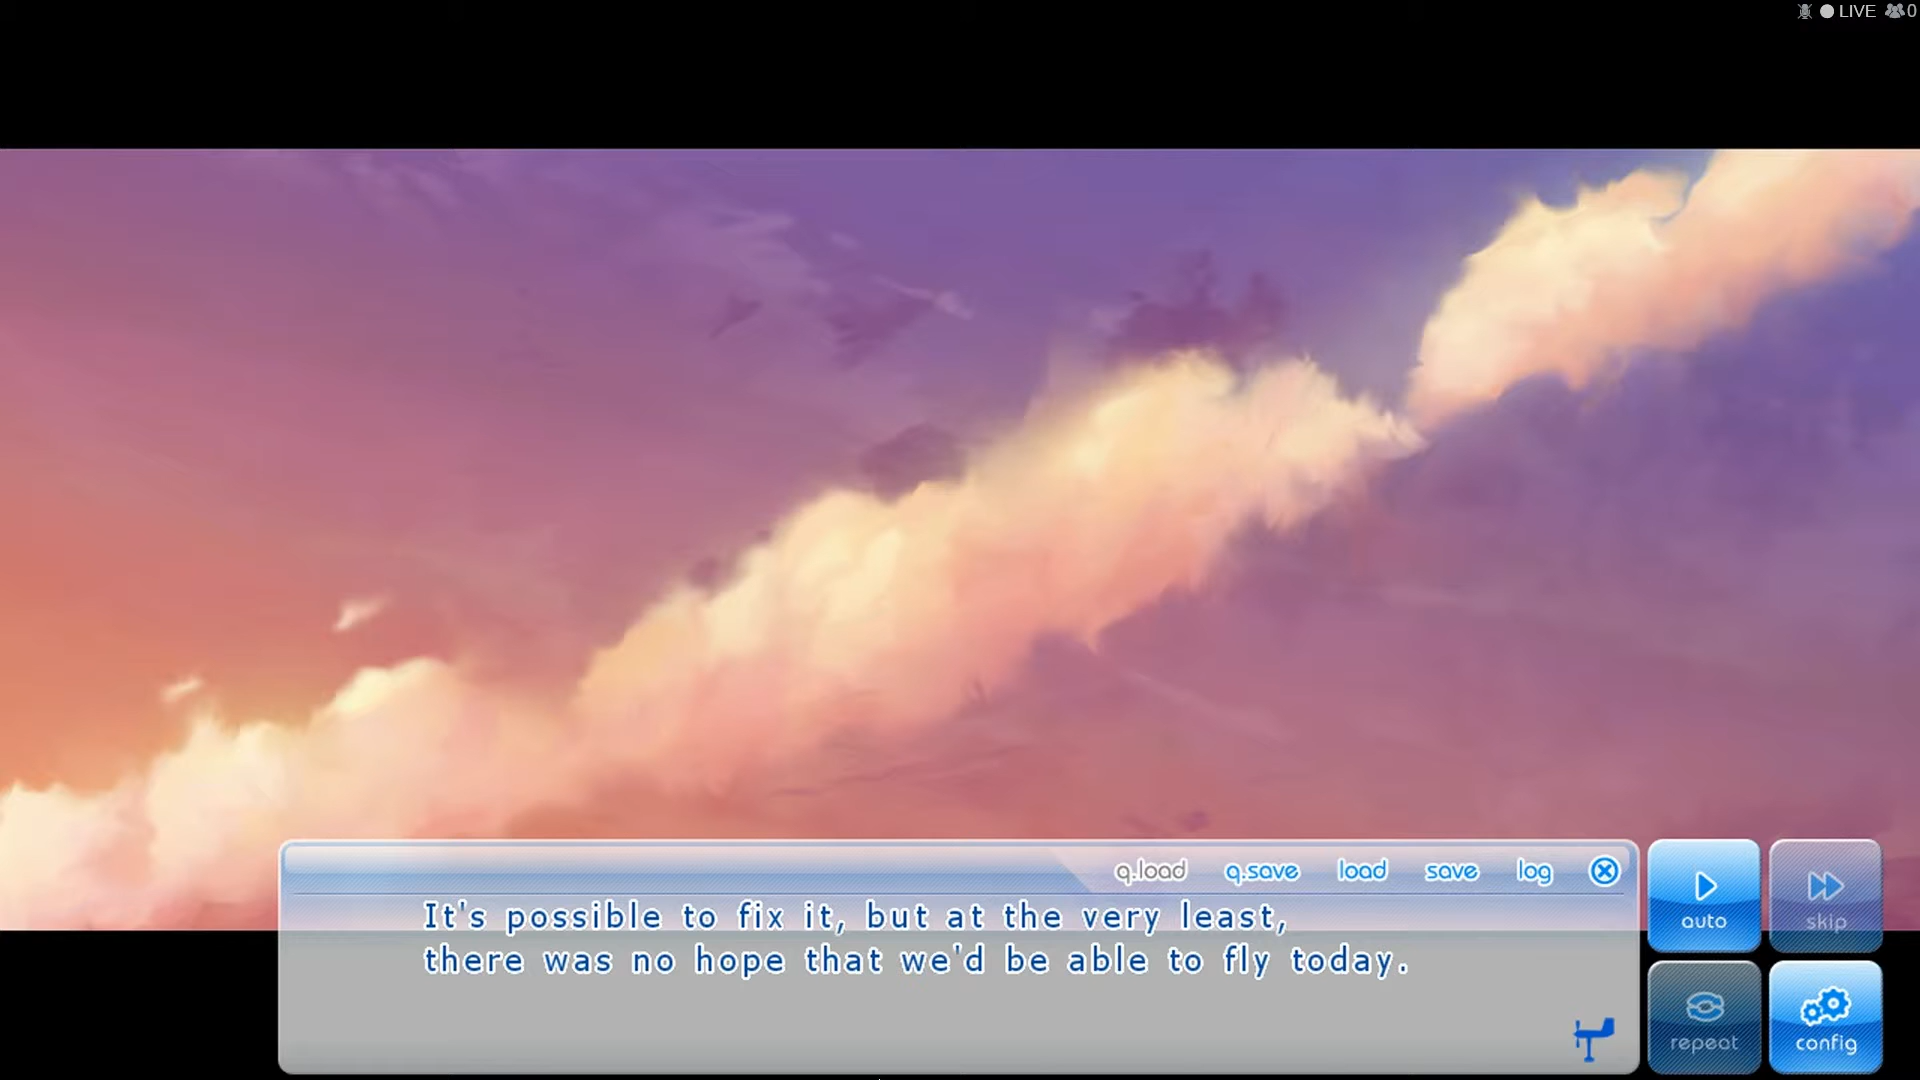 LIVE 0
q.load q.save load save log
It's possible to fix it, but at the very least,
there was no hope that we'd be able to fly today.
auto
skip
repeat
config